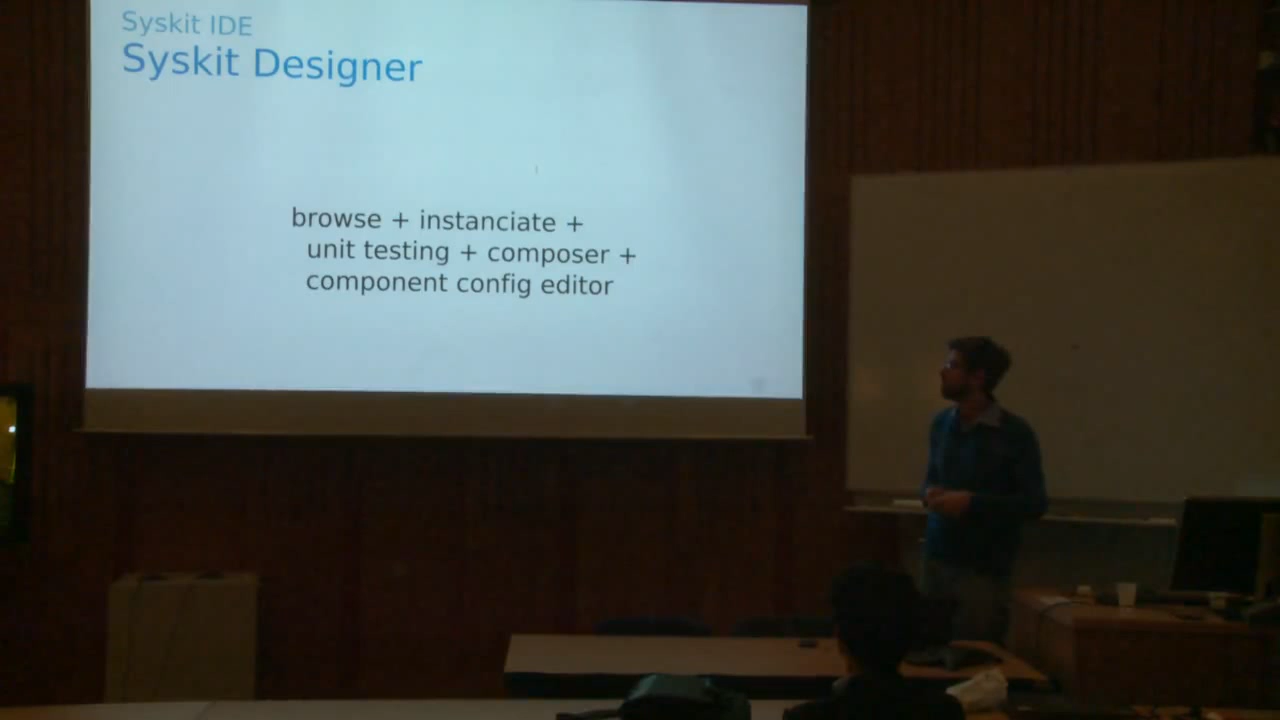 Syskit IDE
Syskit Designer
browse + instanciate +
unit testing + composer +
component config editor